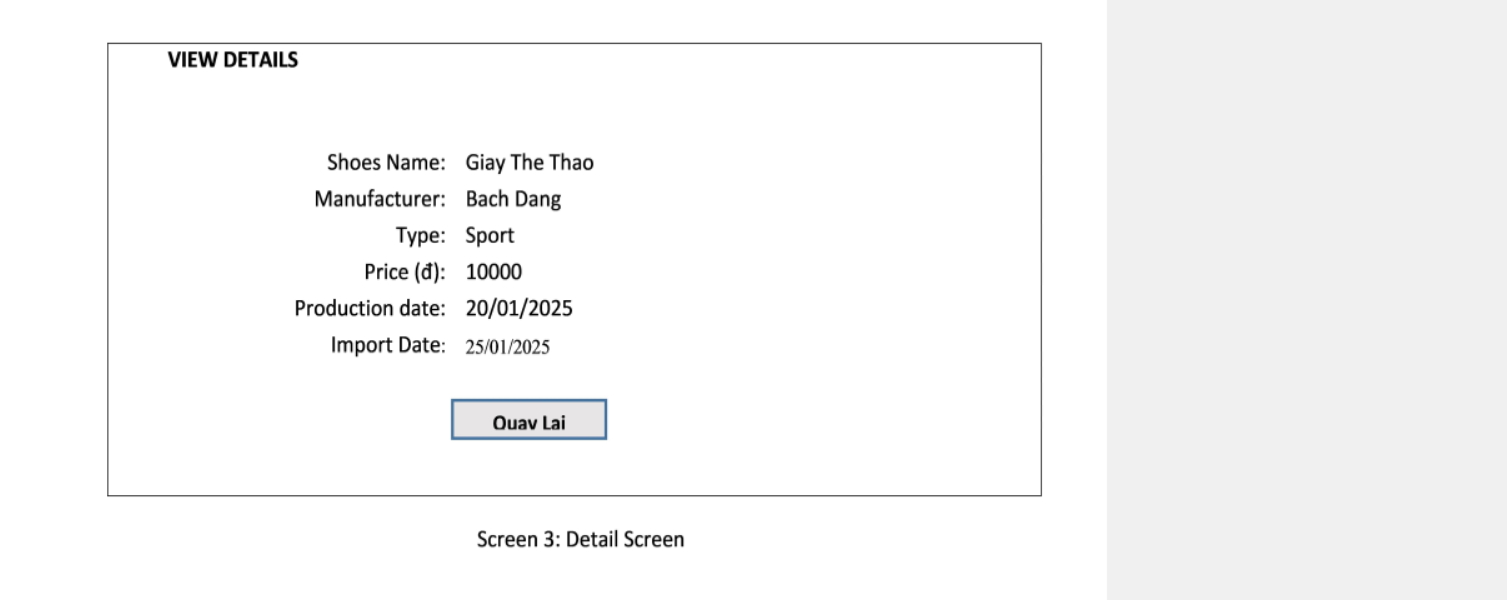 VIEW DETAILS
Shoes Name: Giay The Thao
Manufacturer: Bach Dang
Type: Sport
Price (đ): 10000
Production date: 20/01/2025
Import Date: 25/01/2025
Quay Lai
Screen 3: Detail Screen